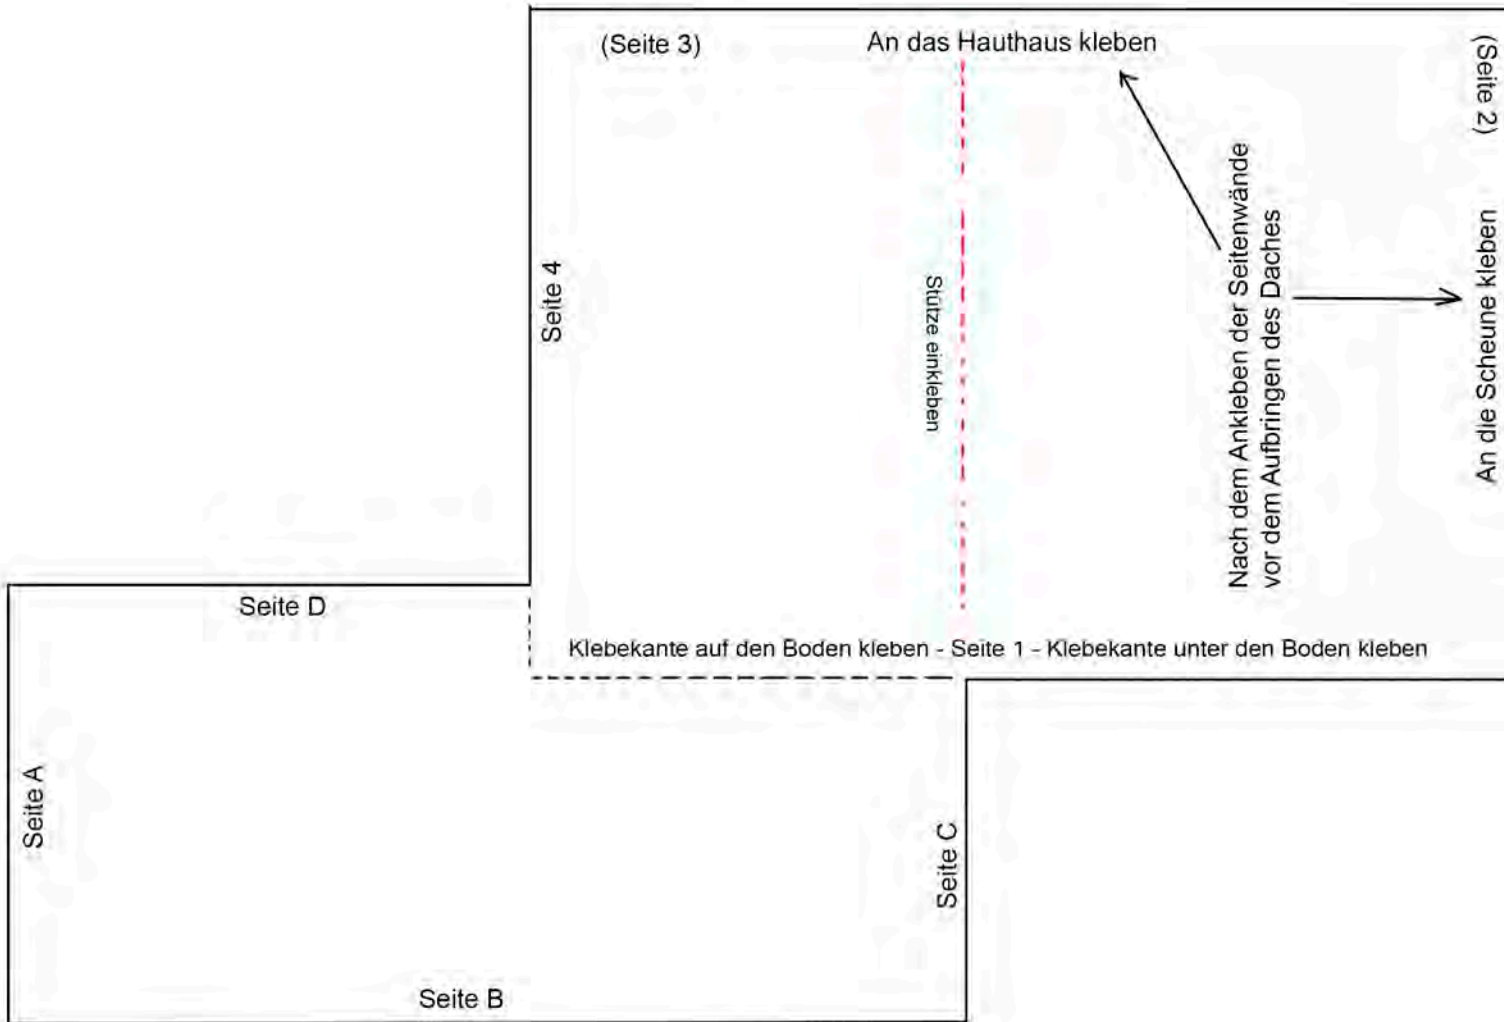 (Seite 3)
An das Hauthaus kleben
(Seite 2)
An die Scheune kleben
Nach dem Ankleben der Seitenwände
vor dem Aufbringen des Daches
Seite 4
Stütze einkleben
Seite D
Klebekante auf den Boden kleben - Seite 1 - Klebekante unter den Boden kleben
Seite A
Seite C
Seite B